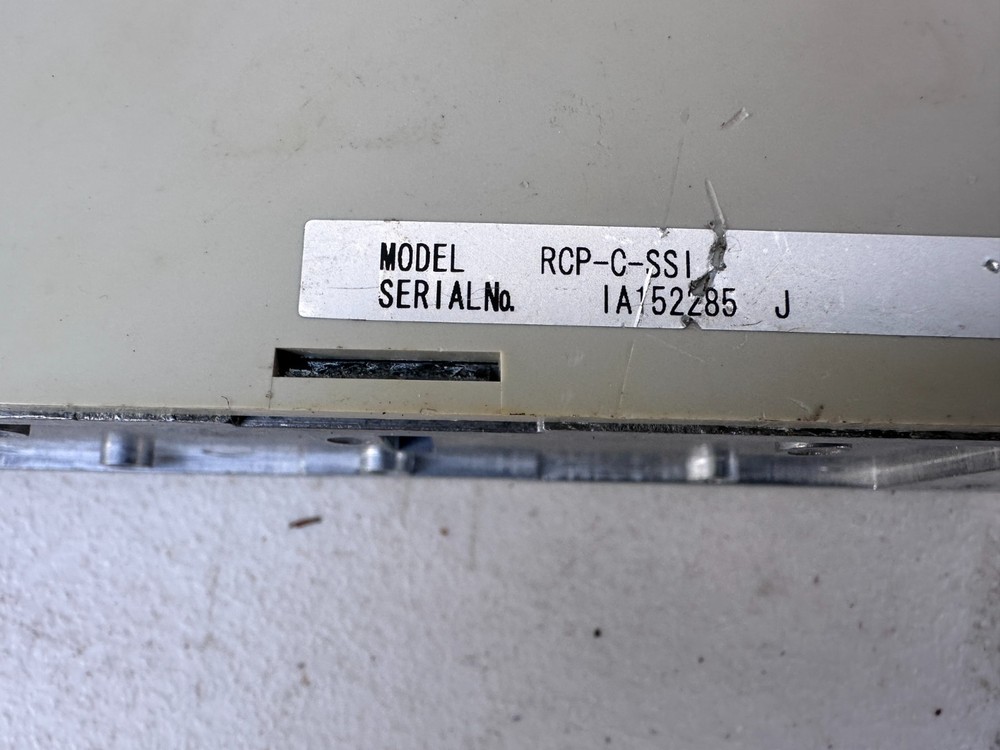 MODEL RCP-C-SSI
SERIALNo. IA152285 J